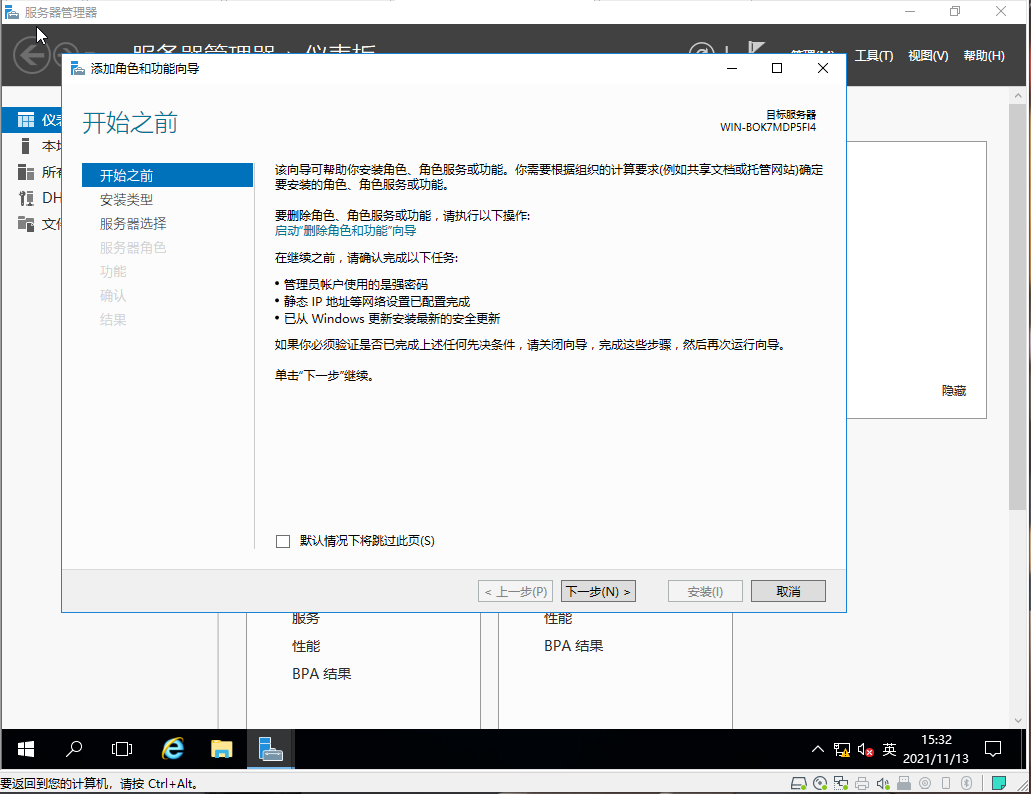 服务器管理器
服务器管理器 · 仪表板
管理(M) 工具(T) 视图(V) 帮助(H)
添加角色和功能向导
开始之前
目标服务器
WIN-BOK7MDP5FI4
仪表
本地
所有
DH
文件
开始之前
安装类型
服务器选择
服务器角色
功能
确认
结果
该向导可帮助你安装角色、角色服务或功能。你需要根据组织的计算要求(例如共享文档或托管网站)确定
要安装的角色、角色服务或功能。
要删除角色、角色服务或功能，请执行以下操作:
启动“删除角色和功能”向导
在继续之前，请确认完成以下任务:
• 管理员帐户使用的是强密码
• 静态 IP 地址等网络设置已配置完成
• 已从 Windows 更新安装最新的安全更新
如果你必须验证是否已完成上述任何先决条件，请关闭向导，完成这些步骤，然后再次运行向导。
单击“下一步”继续。
隐藏
默认情况下将跳过此页(S)
< 上一步(P) 下一步(N) > 安装(I) 取消
服务
性能
BPA 结果
性能
BPA 结果
英
15:32
2021/11/13
要返回到您的计算机，请按 Ctrl+Alt。